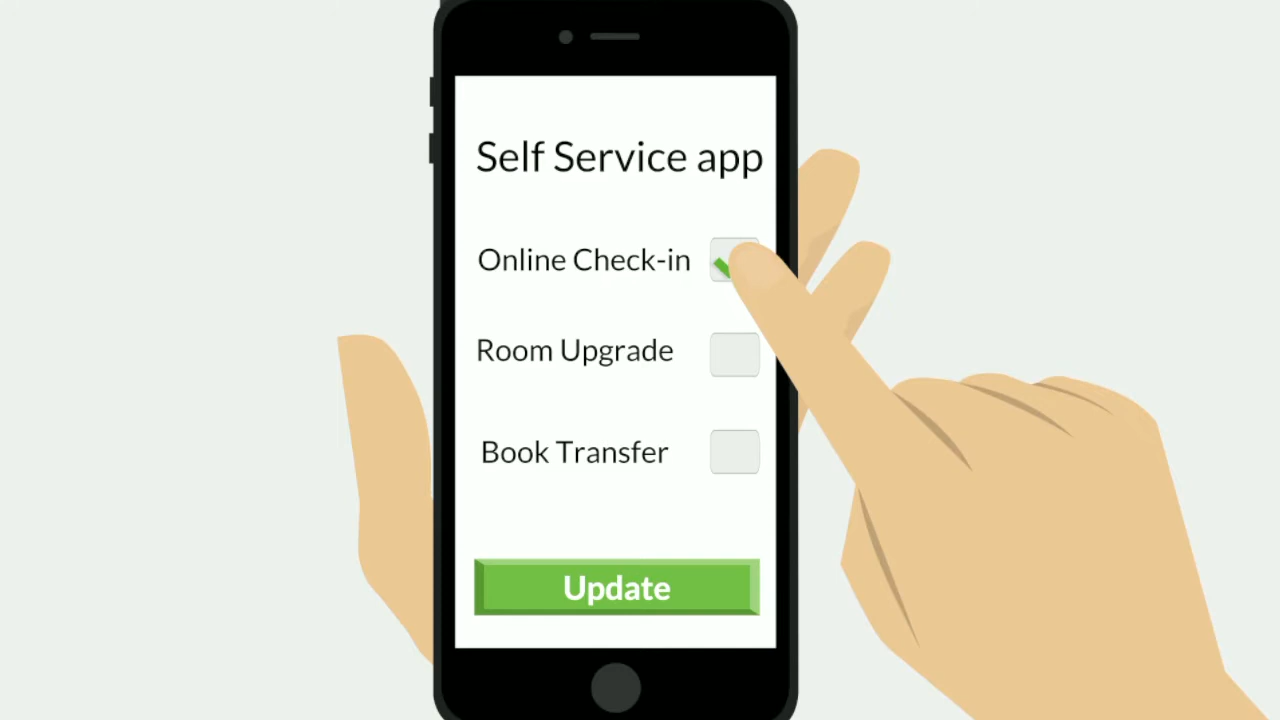 Self Service app
Online Check-in
Room Upgrade
Book Transfer
Update